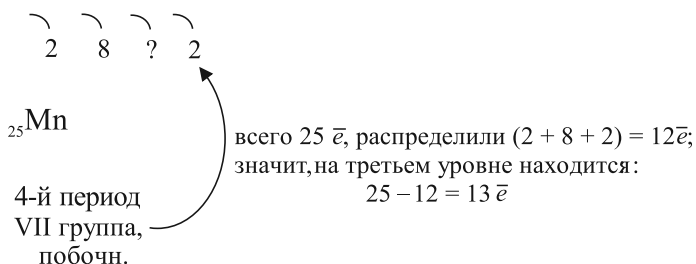 2 8 ? 2
₂₅Mn
всего 25 e̅, распределили (2 + 8 + 2) = 12e̅;
значит, на третьем уровне находится:
25 – 12 = 13 e̅
4-й период
VII группа,
побочн.